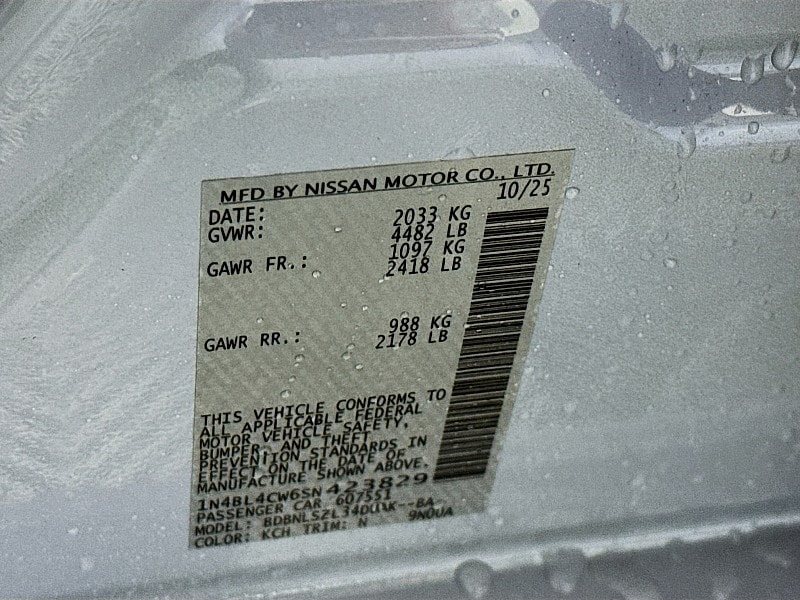 MFD BY NISSAN MOTOR CO., LTD.
DATE: 10/25
GVWR: 2033 KG
4482 LB
GAWR FR.: 1097 KG
2418 LB
GAWR RR.: 988 KG
2178 LB
THIS VEHICLE CONFORMS TO
ALL APPLICABLE FEDERAL
MOTOR VEHICLE SAFETY,
BUMPER, AND THEFT
PREVENTION STANDARDS IN
EFFECT ON THE DATE OF
MANUFACTURE SHOWN ABOVE.
1N4BL4CW6SN423829
PASSENGER CAR 607551
MODEL: -BA-
COLOR: KCH TRIM: N 9N0UA